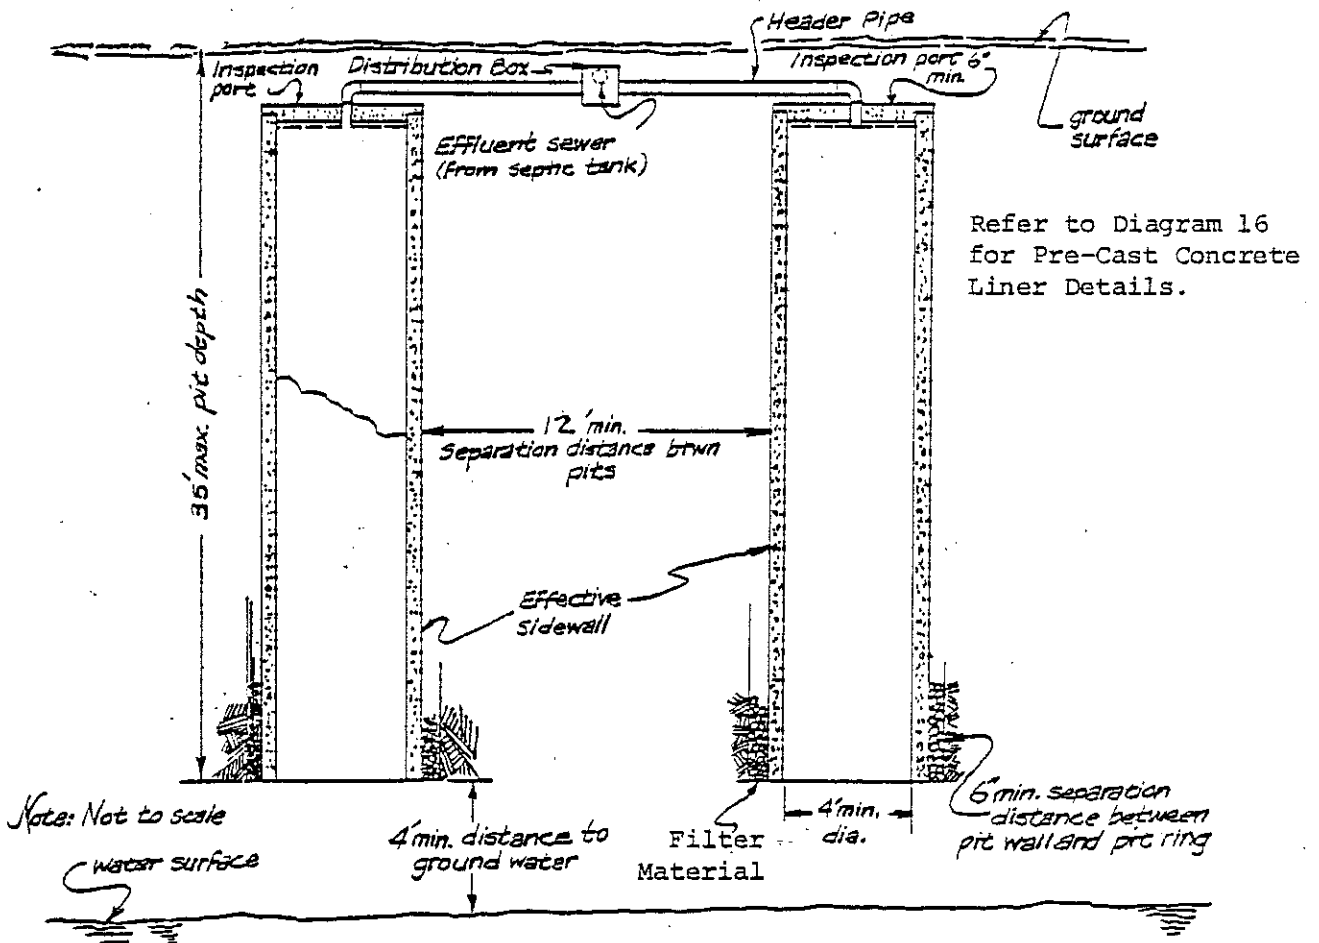 Header Pipe
Inspection
port
Distribution Box
Inspection port 6"
min.
ground
surface
Effluent sewer
(from septic tank)
Refer to Diagram 16
for Pre-Cast Concrete
Liner Details.
35' max. pit depth
12' min.
Separation distance btwn
pits
Effective
sidewall
Note: Not to scale
water surface
4' min. distance to
ground water
Filter
Material
4' min.
dia.
6" min. separation
distance between
pit wall and pit ring